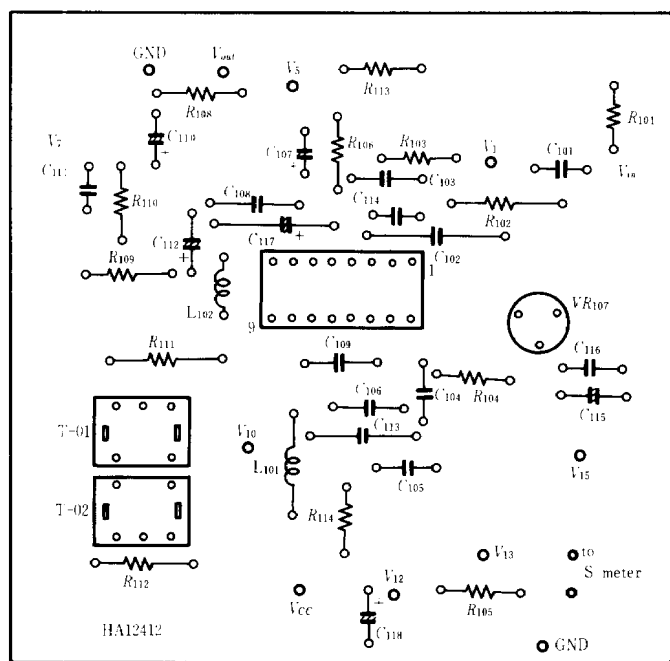 GND
Vout
V5
R113
R108
R101
C110
+
C107
+
R106
R103
V1
C101
V7
C111
R110
C103
Vin
C108
C114
R102
C112
+
C117
+
C102
R109
1
L102
9
VR107
R111
C109
C116
C104
R104
C106
C115
T-01
V10
C113
L101
V15
C105
T-02
R114
V13
to
S meter
R112
V12
VCC
+
R105
C118
HA12412
GND